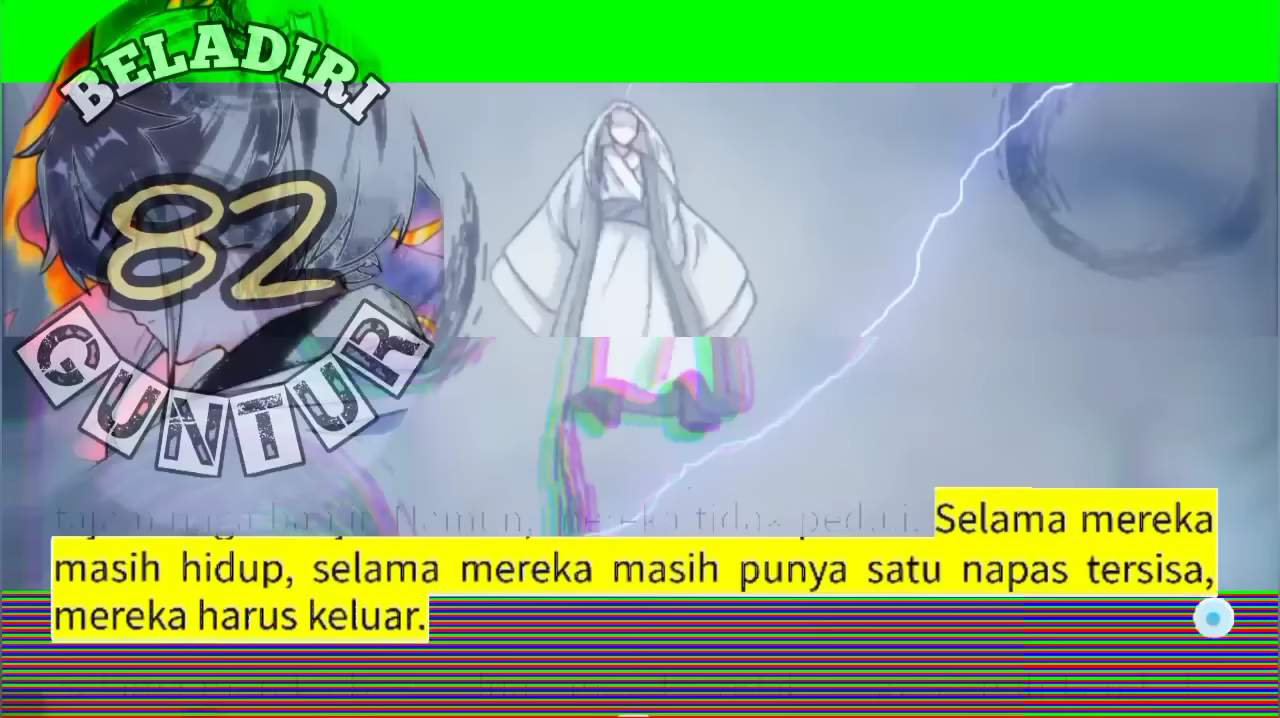 BELADIRI
82
GUNTUR
Namun, mereka tidak peduli. Selama mereka
masih hidup, selama mereka masih punya satu napas tersisa,
mereka harus keluar.